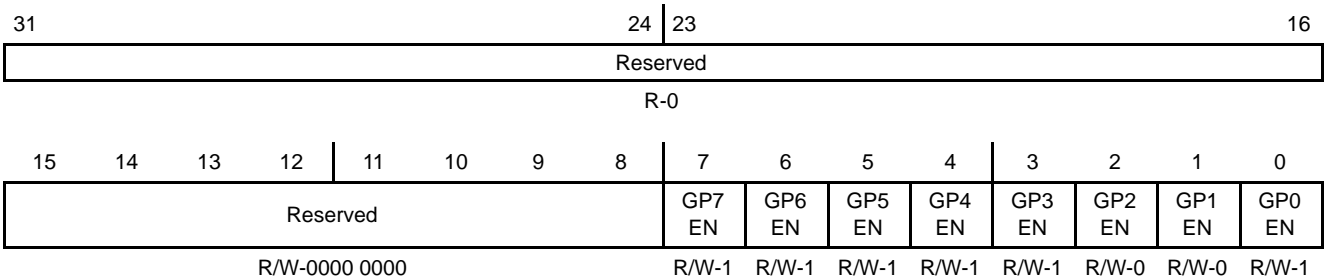 31 24 23 16
Reserved
R-0
15 14 13 12 11 10 9 8 7 6 5 4 3 2 1 0
Reserved GP7 EN GP6 EN GP5 EN GP4 EN GP3 EN GP2 EN GP1 EN GP0 EN
R/W-0000 0000 R/W-1 R/W-1 R/W-1 R/W-1 R/W-1 R/W-0 R/W-0 R/W-1